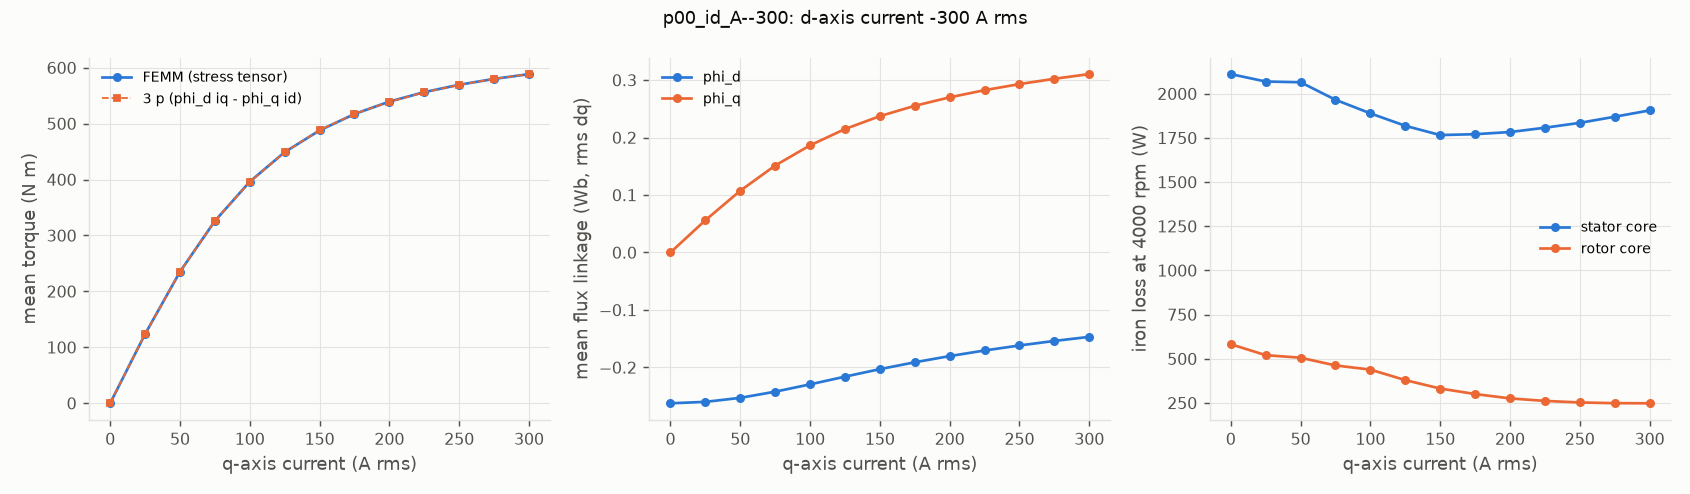 p00_id_A--300: d-axis current -300 A rms
mean torque (N m)
600
500
400
300
200
100
0
FEMM (stress tensor)
3 p (phi_d iq - phi_q id)
0 50 100 150 200 250 300
q-axis current (A rms)
mean flux linkage (Wb, rms dq)
0.3
0.2
0.1
0.0
−0.1
−0.2
phi_d
phi_q
0 50 100 150 200 250 300
q-axis current (A rms)
iron loss at 4000 rpm (W)
2000
1750
1500
1250
1000
750
500
250
stator core
rotor core
0 50 100 150 200 250 300
q-axis current (A rms)